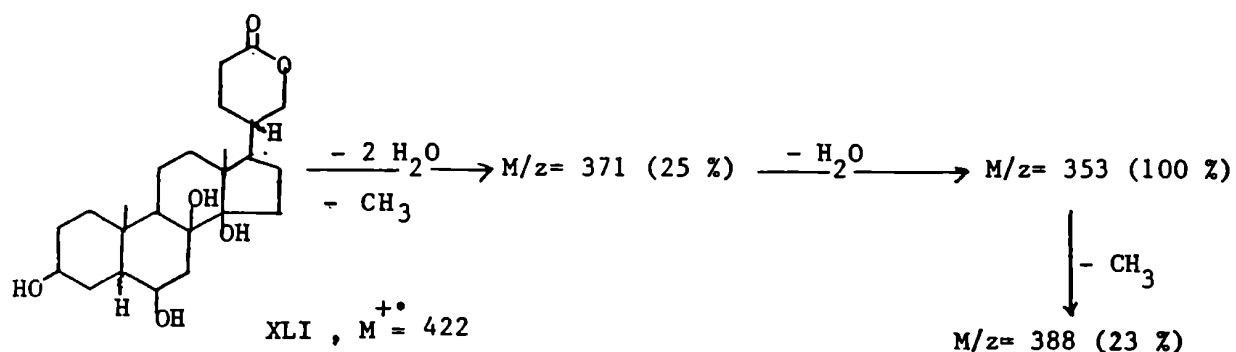 O
O
H
OH
OH
HO
H
OH
- 2 H₂O
- CH₃
M/z= 371 (25 %)
- H₂O
M/z= 353 (100 %)
- CH₃
M/z= 388 (23 %)
XLI , M⁺•= 422